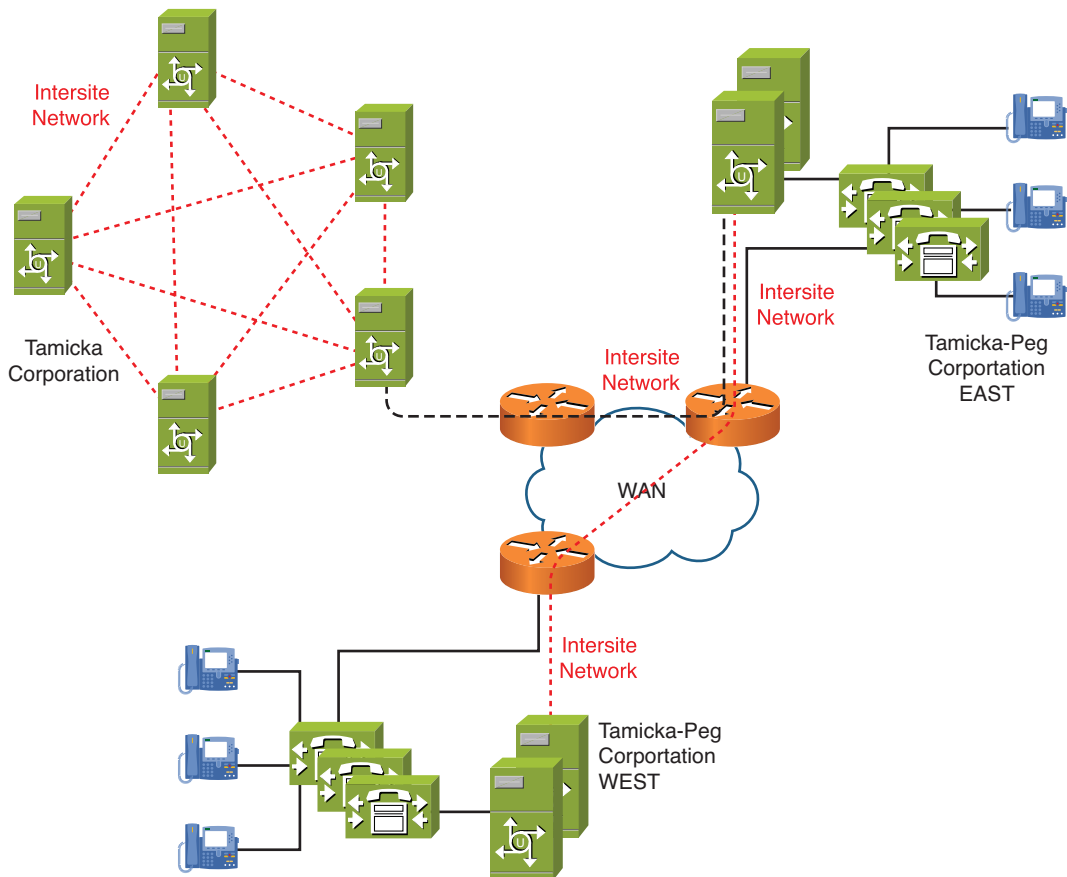 Intersite
Network
Tamicka
Corporation
Intersite
Network
Tamicka-Peg
Corportation
EAST
Intersite
Network
WAN
Intersite
Network
Tamicka-Peg
Corportation
WEST